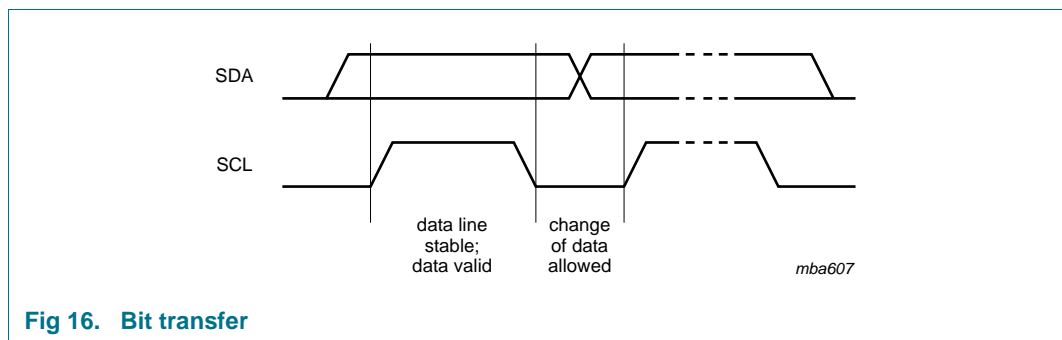 SDA
SCL
data line
stable;
data valid
change
of data
allowed
mba607
Fig 16. Bit transfer